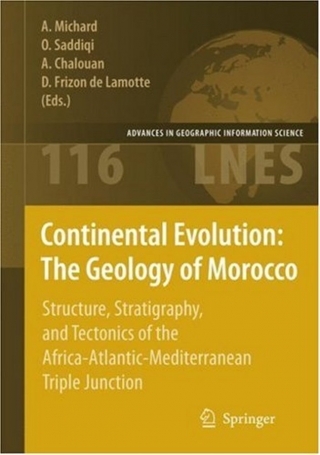 A. Michard
O. Saddiqi
A. Chalouan
D. Frizon de Lamotte
(Eds.)
ADVANCES IN GEOGRAPHIC INFORMATION SCIENCE
116 LNES
Continental Evolution:
The Geology of Morocco
Structure, Stratigraphy,
and Tectonics of the
Africa-Atlantic-Mediterranean
Triple Junction
Springer